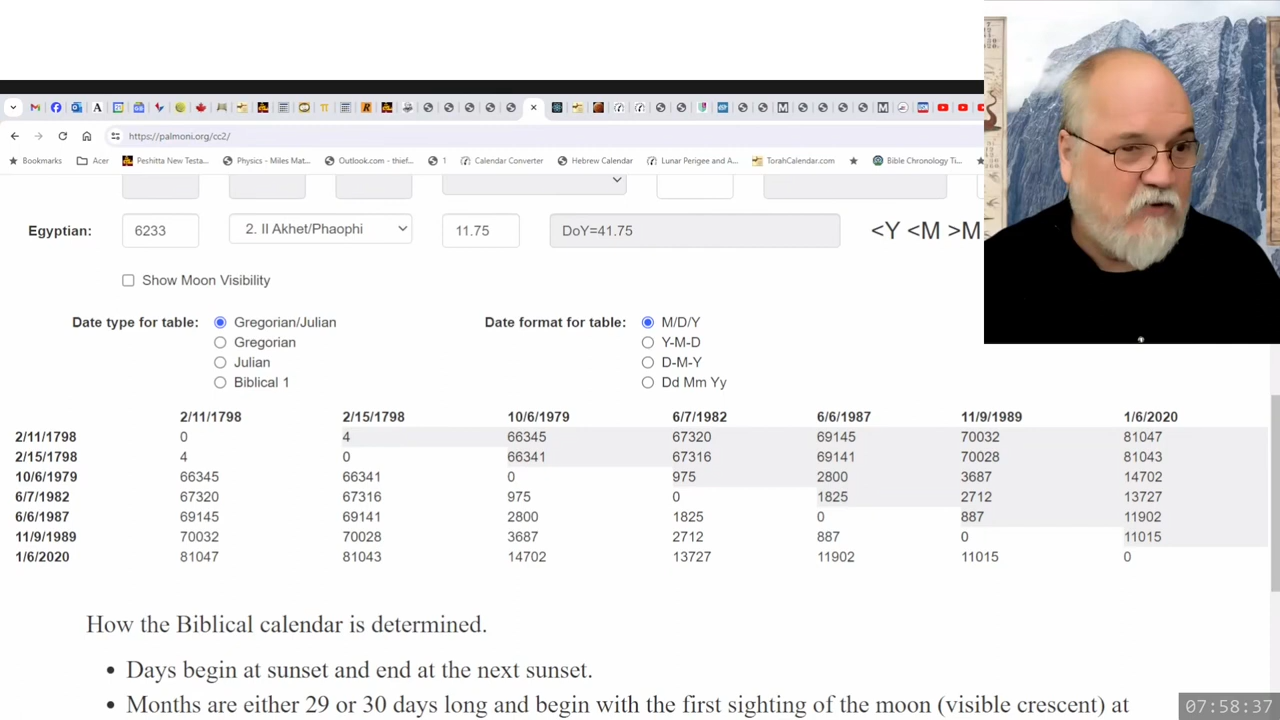 https://palmoni.org/cc2/
Bookmarks Acer Peshitta New Testa... Physics - Miles Mat... Outlook.com - thief... 1 Calendar Converter Hebrew Calendar Lunar Perigee and A... TorahCalendar.com Bible Chronology Ti...
Egyptian: 6233 2. II Akhet/Phaophi 11.75 DoY=41.75 <Y <M >M
Show Moon Visibility
Date type for table: Gregorian/Julian Date format for table: M/D/Y
Gregorian Y-M-D
Julian D-M-Y
Biblical 1 Dd Mm Yy
2/11/1798 2/15/1798 10/6/1979 6/7/1982 6/6/1987 11/9/1989 1/6/2020
2/11/1798 0 4 66345 67320 69145 70032 81047
2/15/1798 4 0 66341 67316 69141 70028 81043
10/6/1979 66345 66341 0 975 2800 3687 14702
6/7/1982 67320 67316 975 0 1825 2712 13727
6/6/1987 69145 69141 2800 1825 0 887 11902
11/9/1989 70032 70028 3687 2712 887 0 11015
1/6/2020 81047 81043 14702 13727 11902 11015 0
How the Biblical calendar is determined.
• Days begin at sunset and end at the next sunset.
• Months are either 29 or 30 days long and begin with the first sighting of the moon (visible crescent) at
07:58:37